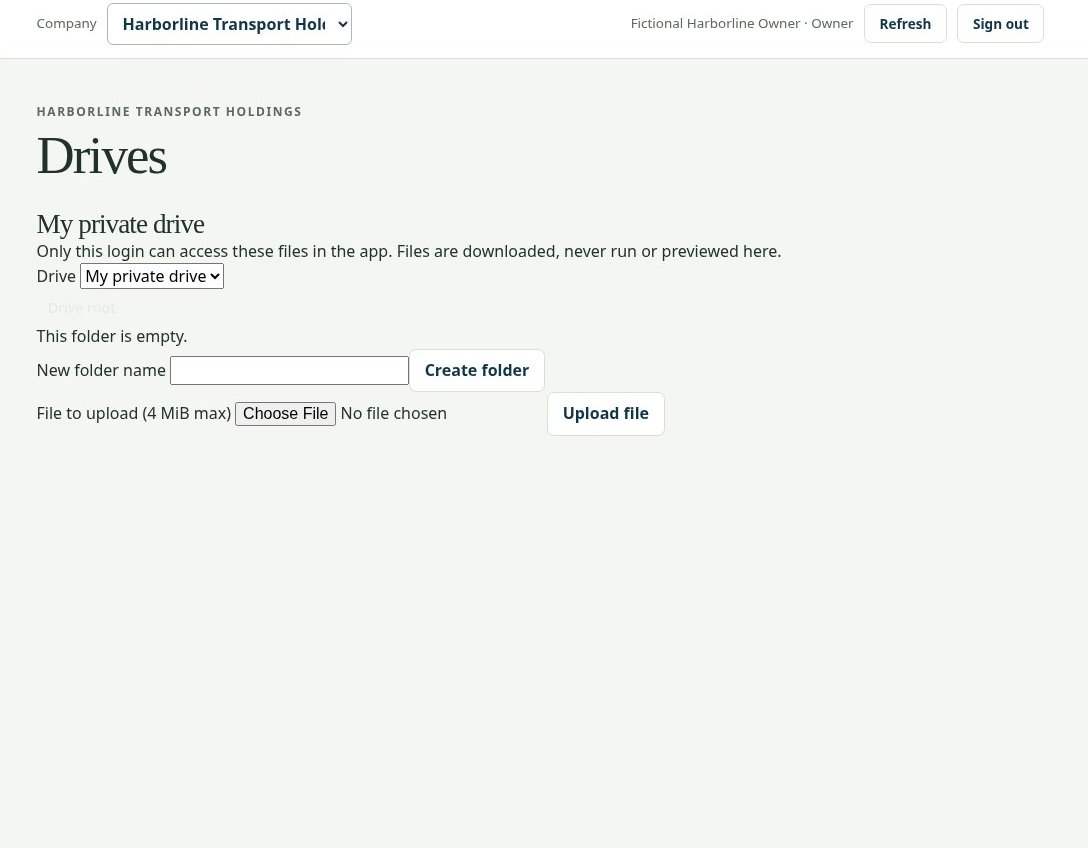 Company Harborline Transport Hol Fictional Harborline Owner · Owner Refresh Sign out
HARBORLINE TRANSPORT HOLDINGS
Drives
My private drive
Only this login can access these files in the app. Files are downloaded, never run or previewed here.
Drive My private drive
Drive root
This folder is empty.
New folder name Create folder
File to upload (4 MiB max) Choose File No file chosen Upload file